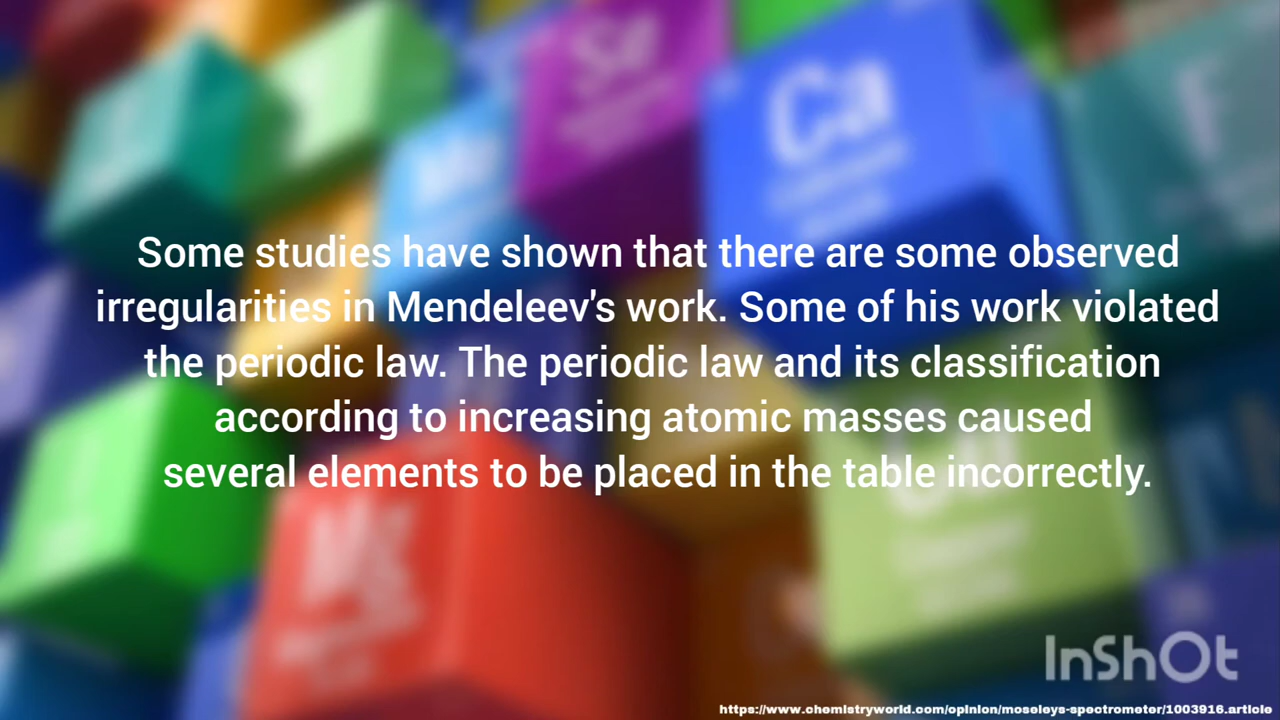 Some studies have shown that there are some observed
irregularities in Mendeleev's work. Some of his work violated
the periodic law. The periodic law and its classification
according to increasing atomic masses caused
several elements to be placed in the table incorrectly.
Ca
InShOt
https://www.chemistryworld.com/opinion/moseleys-spectrometer/1003916.article